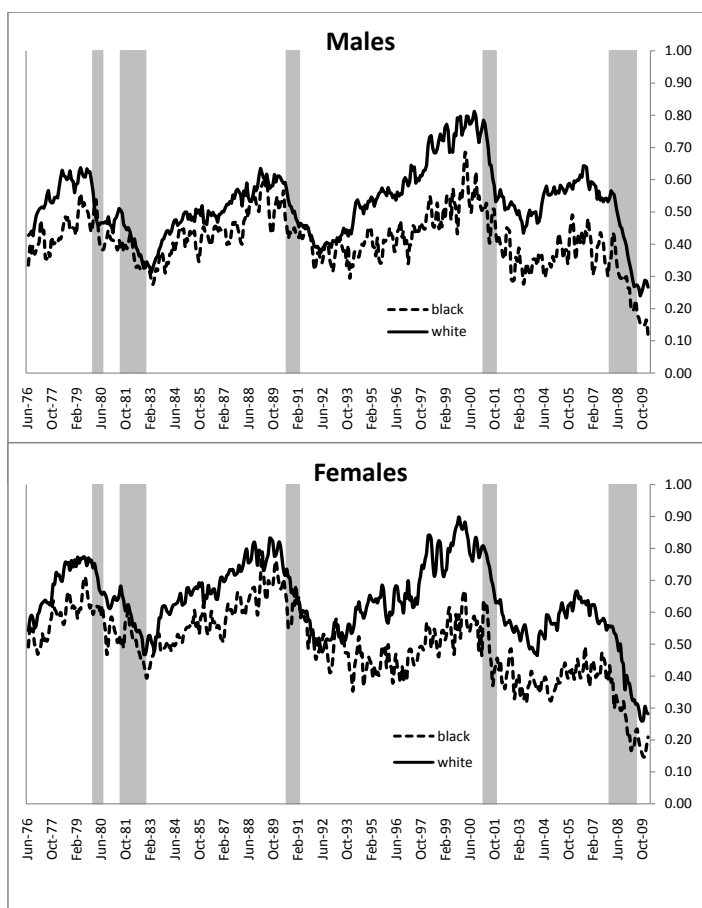 Males
1.00
0.90
0.80
0.70
0.60
0.50
0.40
0.30
0.20
0.10
0.00
black
white
Jun-76
Oct-77
Feb-79
Jun-80
Oct-81
Feb-83
Jun-84
Oct-85
Feb-87
Jun-88
Oct-89
Feb-91
Jun-92
Oct-93
Feb-95
Jun-96
Oct-97
Feb-99
Jun-00
Oct-01
Feb-03
Jun-04
Oct-05
Feb-07
Jun-08
Oct-09
Females
1.00
0.90
0.80
0.70
0.60
0.50
0.40
0.30
0.20
0.10
0.00
black
white
Jun-76
Oct-77
Feb-79
Jun-80
Oct-81
Feb-83
Jun-84
Oct-85
Feb-87
Jun-88
Oct-89
Feb-91
Jun-92
Oct-93
Feb-95
Jun-96
Oct-97
Feb-99
Jun-00
Oct-01
Feb-03
Jun-04
Oct-05
Feb-07
Jun-08
Oct-09